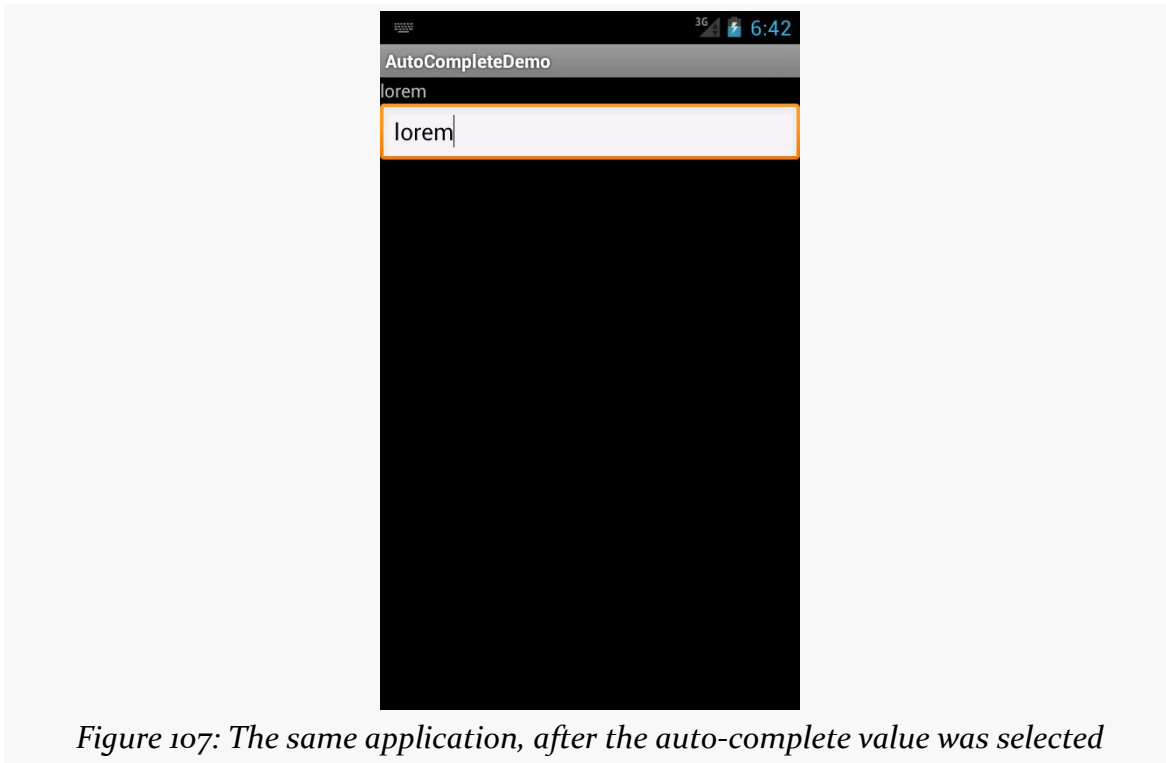 3G 6:42
AutoCompleteDemo
lorem
lorem
Figure 107: The same application, after the auto-complete value was selected